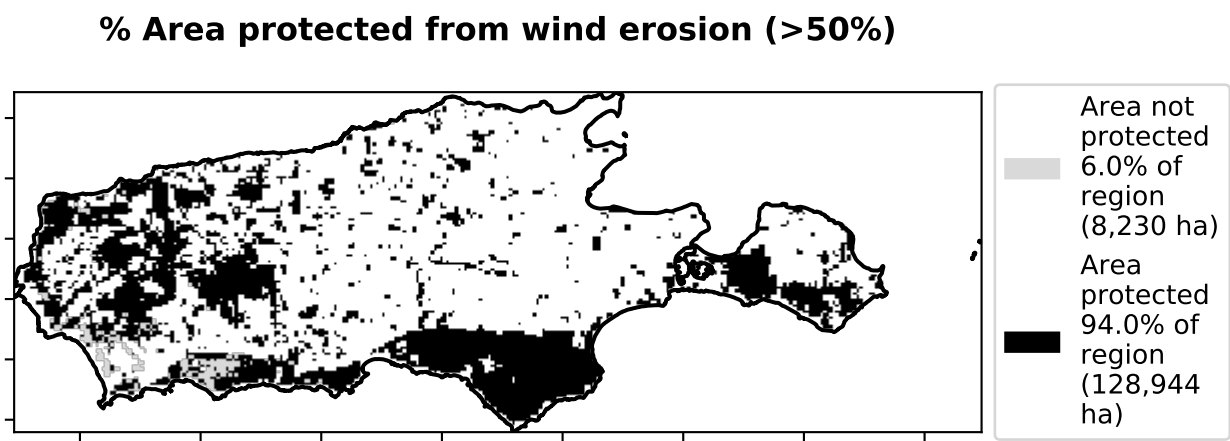 % Area protected from wind erosion (>50%)
Area not
protected
6.0% of
region
(8,230 ha)
Area
protected
94.0% of
region
(128,944
ha)